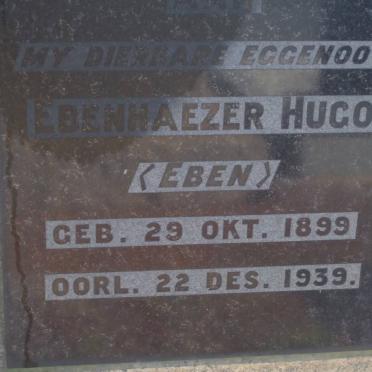 MY DIERBARE EGGENOO
EBENHAEZER HUGO
(EBEN)
GEB. 29 OKT. 1899
OORL. 22 DES. 1939.